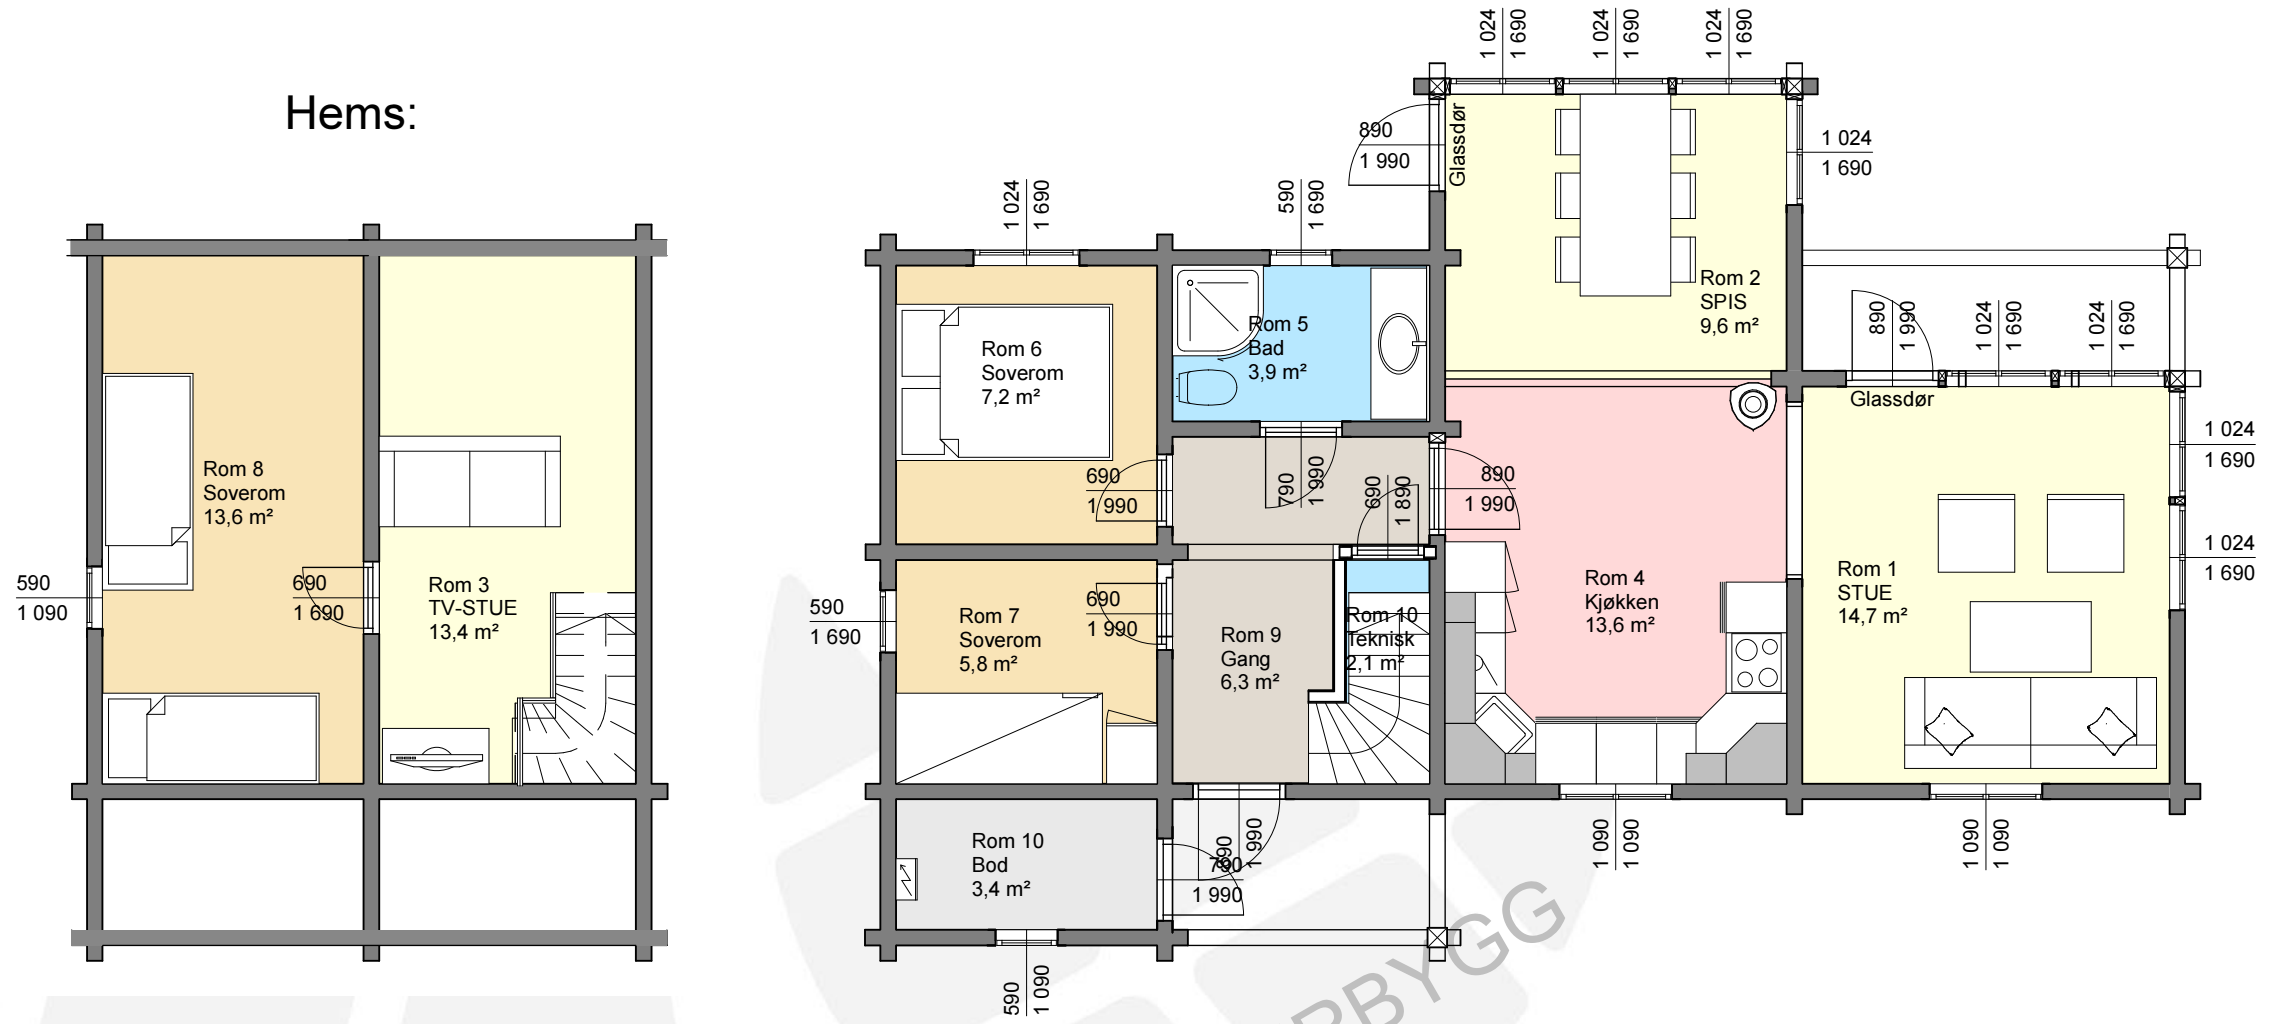 Hems:
590
1 090
Rom 8
Soverom
13,6 m²
690
1 690
Rom 3
TV-STUE
13,4 m²
1 024
1 690
1 024
1 690
1 024
1 690
890
1 990
Glassdør
1 024
1 690
Rom 2
SPIS
9,6 m²
1 024
1 690
590
1 690
Rom 6
Soverom
7,2 m²
Rom 5
Bad
3,9 m²
890
1 990
1 024
1 690
1 024
1 690
Glassdør
1 024
1 690
1 024
1 690
690
1 990
790
1 990
690
1 890
890
1 990
590
1 690
Rom 7
Soverom
5,8 m²
690
1 990
Rom 9
Gang
6,3 m²
Rom 10
Teknisk
2,1 m²
Rom 4
Kjøkken
13,6 m²
Rom 1
STUE
14,7 m²
Rom 10
Bod
3,4 m²
1 990
790
1 990
1 090
1 090
1 090
1 090
590
1 090